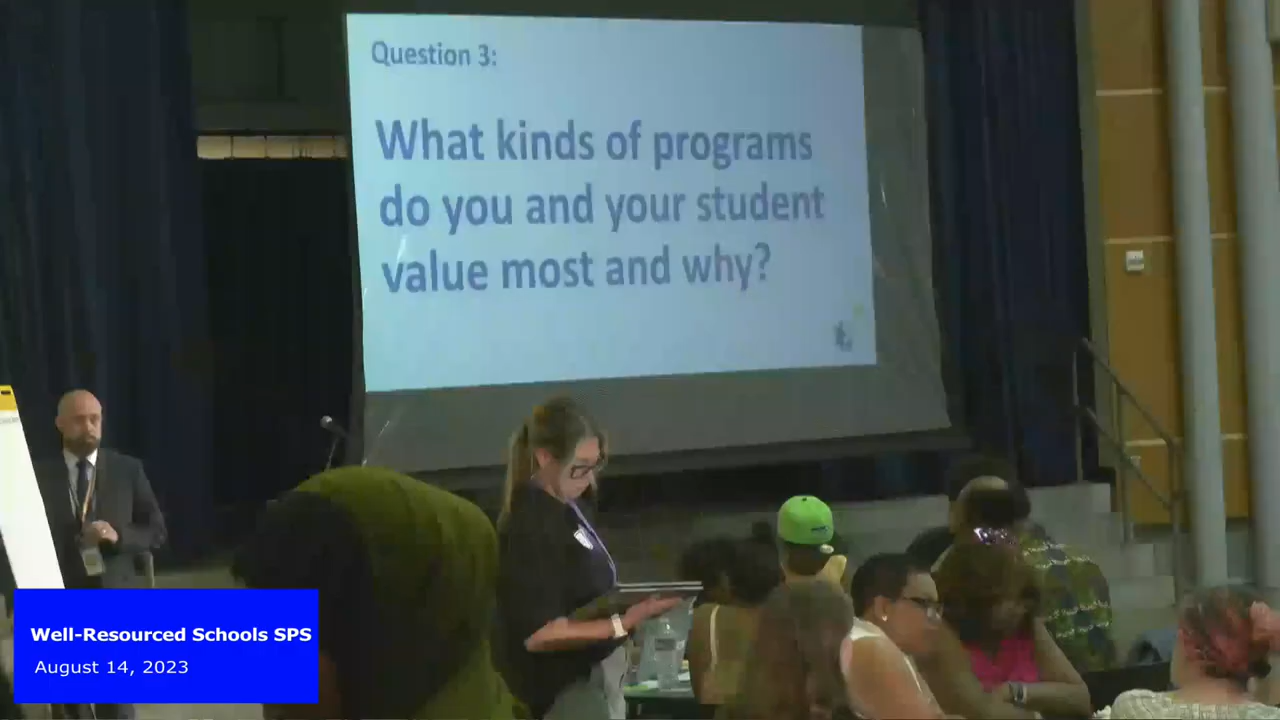 Question 3:
What kinds of programs
do you and your student
value most and why?
Well-Resourced Schools SPS
August 14, 2023